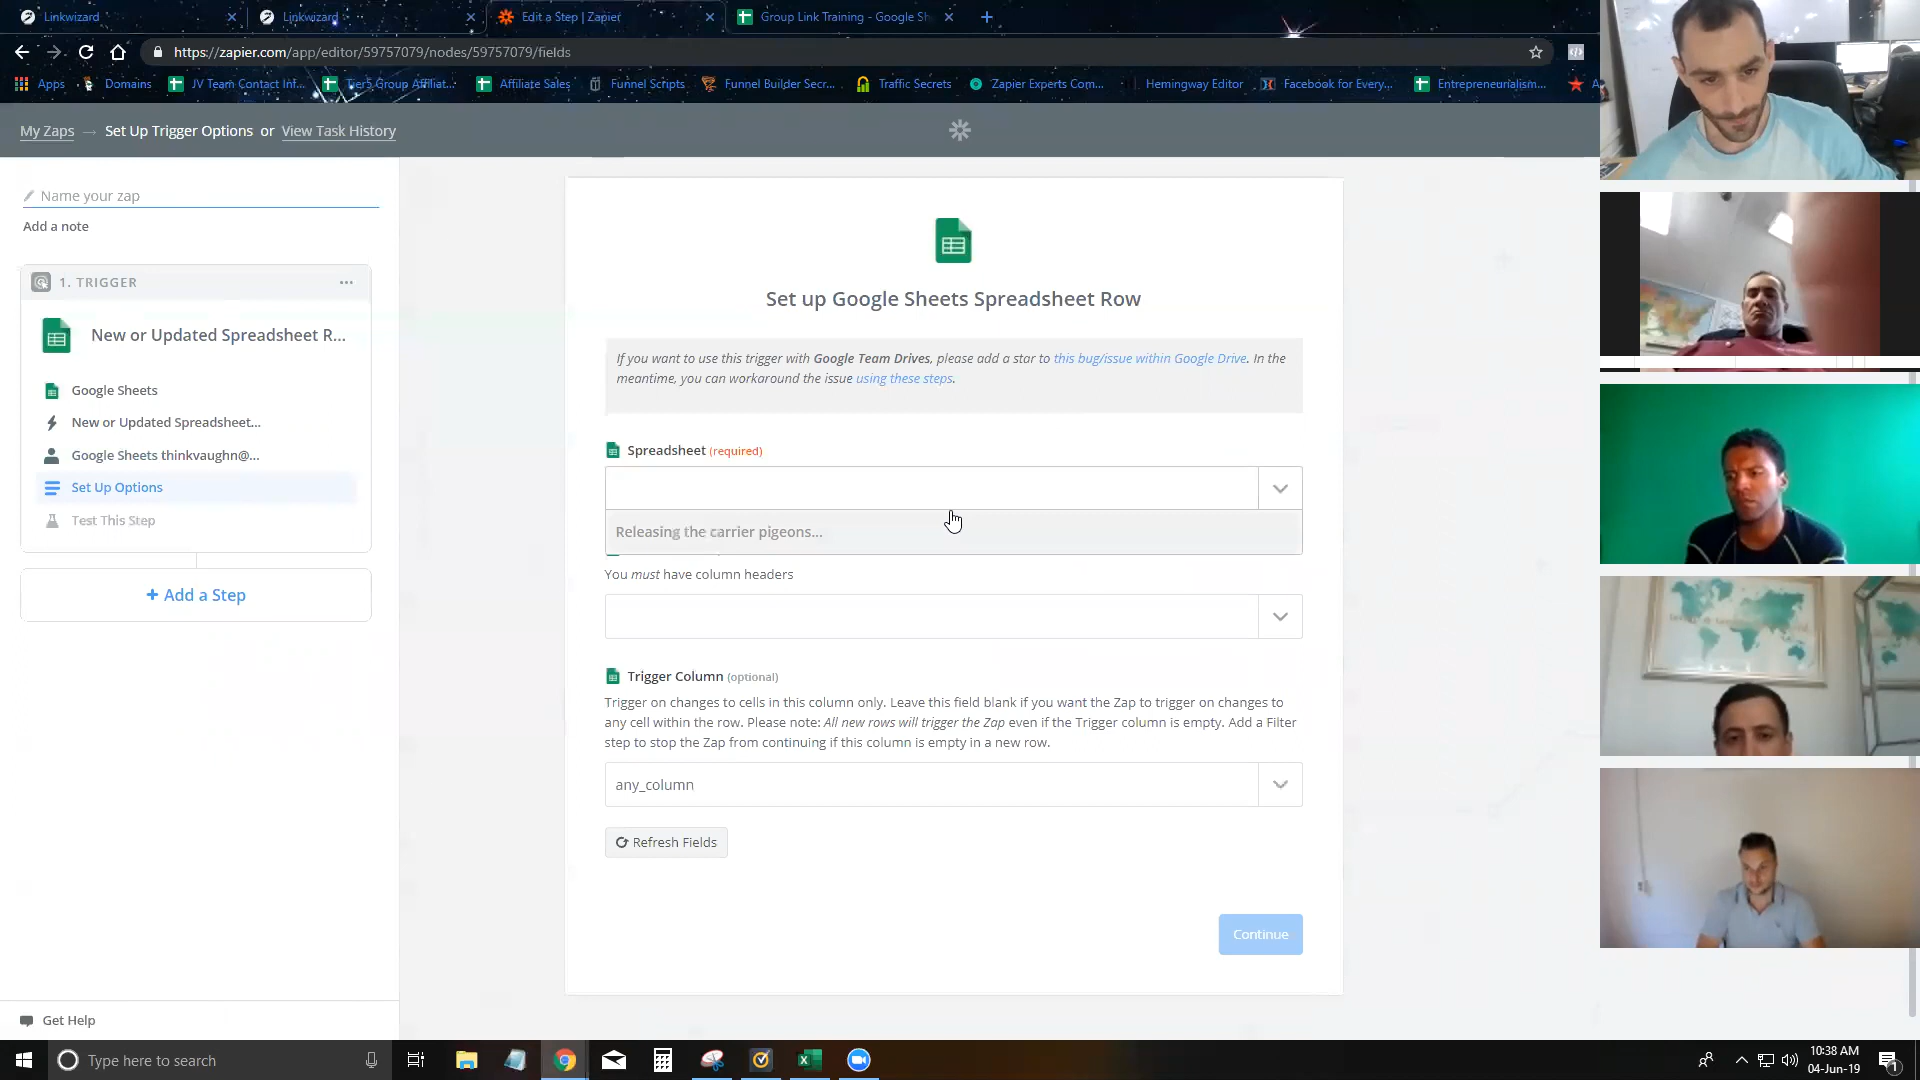 Linkwizard
Linkwizard
Edit a Step | Zapier
Group Link Training - Google Sh
https://zapier.com/app/editor/59757079/nodes/59757079/fields
Apps
Domains
JV Team Contact Inf...
Tier5 Group Affiliat...
Affiliate Sales
Funnel Scripts
Funnel Builder Secr...
Traffic Secrets
Zapier Experts Com...
Hemingway Editor
Facebook for Every...
Entrepreneurialism...
My Zaps → Set Up Trigger Options or View Task History
Name your zap
Add a note
1. TRIGGER
New or Updated Spreadsheet R...
Google Sheets
New or Updated Spreadsheet...
Google Sheets thinkvaughn@...
Set Up Options
Test This Step
+ Add a Step
Get Help
Set up Google Sheets Spreadsheet Row
If you want to use this trigger with Google Team Drives, please add a star to this bug/issue within Google Drive. In the
meantime, you can workaround the issue using these steps.
Spreadsheet (required)
Releasing the carrier pigeons...
You must have column headers
Trigger Column (optional)
Trigger on changes to cells in this column only. Leave this field blank if you want the Zap to trigger on changes to
any cell within the row. Please note: All new rows will trigger the Zap even if the Trigger column is empty. Add a Filter
step to stop the Zap from continuing if this column is empty in a new row.
any_column
Refresh Fields
Continue
Type here to search
10:38 AM
04-Jun-19
1